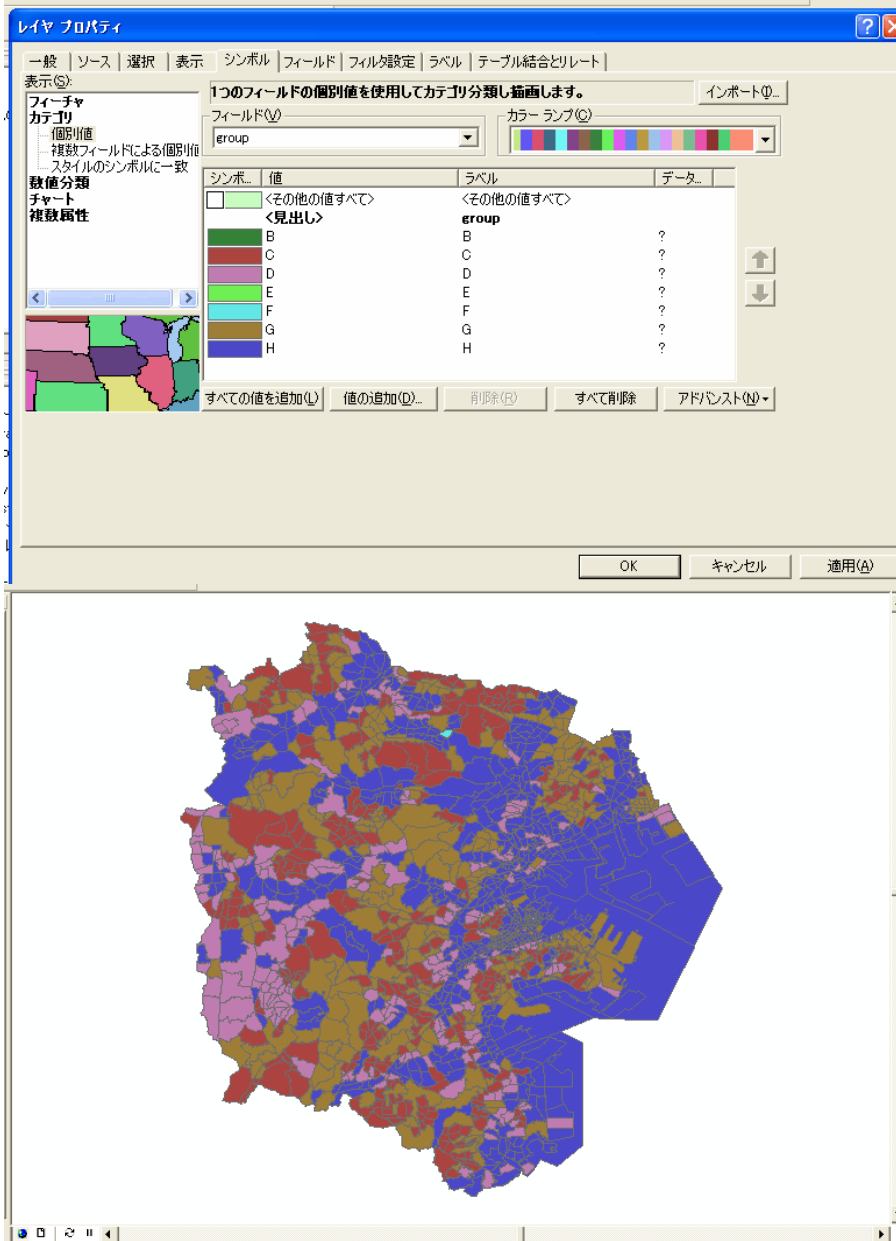 レイヤ プロパティ
一般 ソース 選択 表示 シンボル フィールド フィルタ設定 ラベル テーブル結合とリレート
表示(S):
フィーチャ
カテゴリ
個別値
複数フィールドによる個別値
スタイルのシンボルに一致
数値分類
チャート
複数属性
1つのフィールドの個別値を使用してカテゴリ分類し描画します。
インポート(I)...
フィールド(V)
group
カラー ランプ(C)
シンボ... 値 ラベル データ...
<その他の値すべて> <その他の値すべて>
<見出し> group
B B ?
C C ?
D D ?
E E ?
F F ?
G G ?
H H ?
すべての値を追加(L) 値の追加(D)... 削除(R) すべて削除 アドバンスト(N)
OK キャンセル 適用(A)